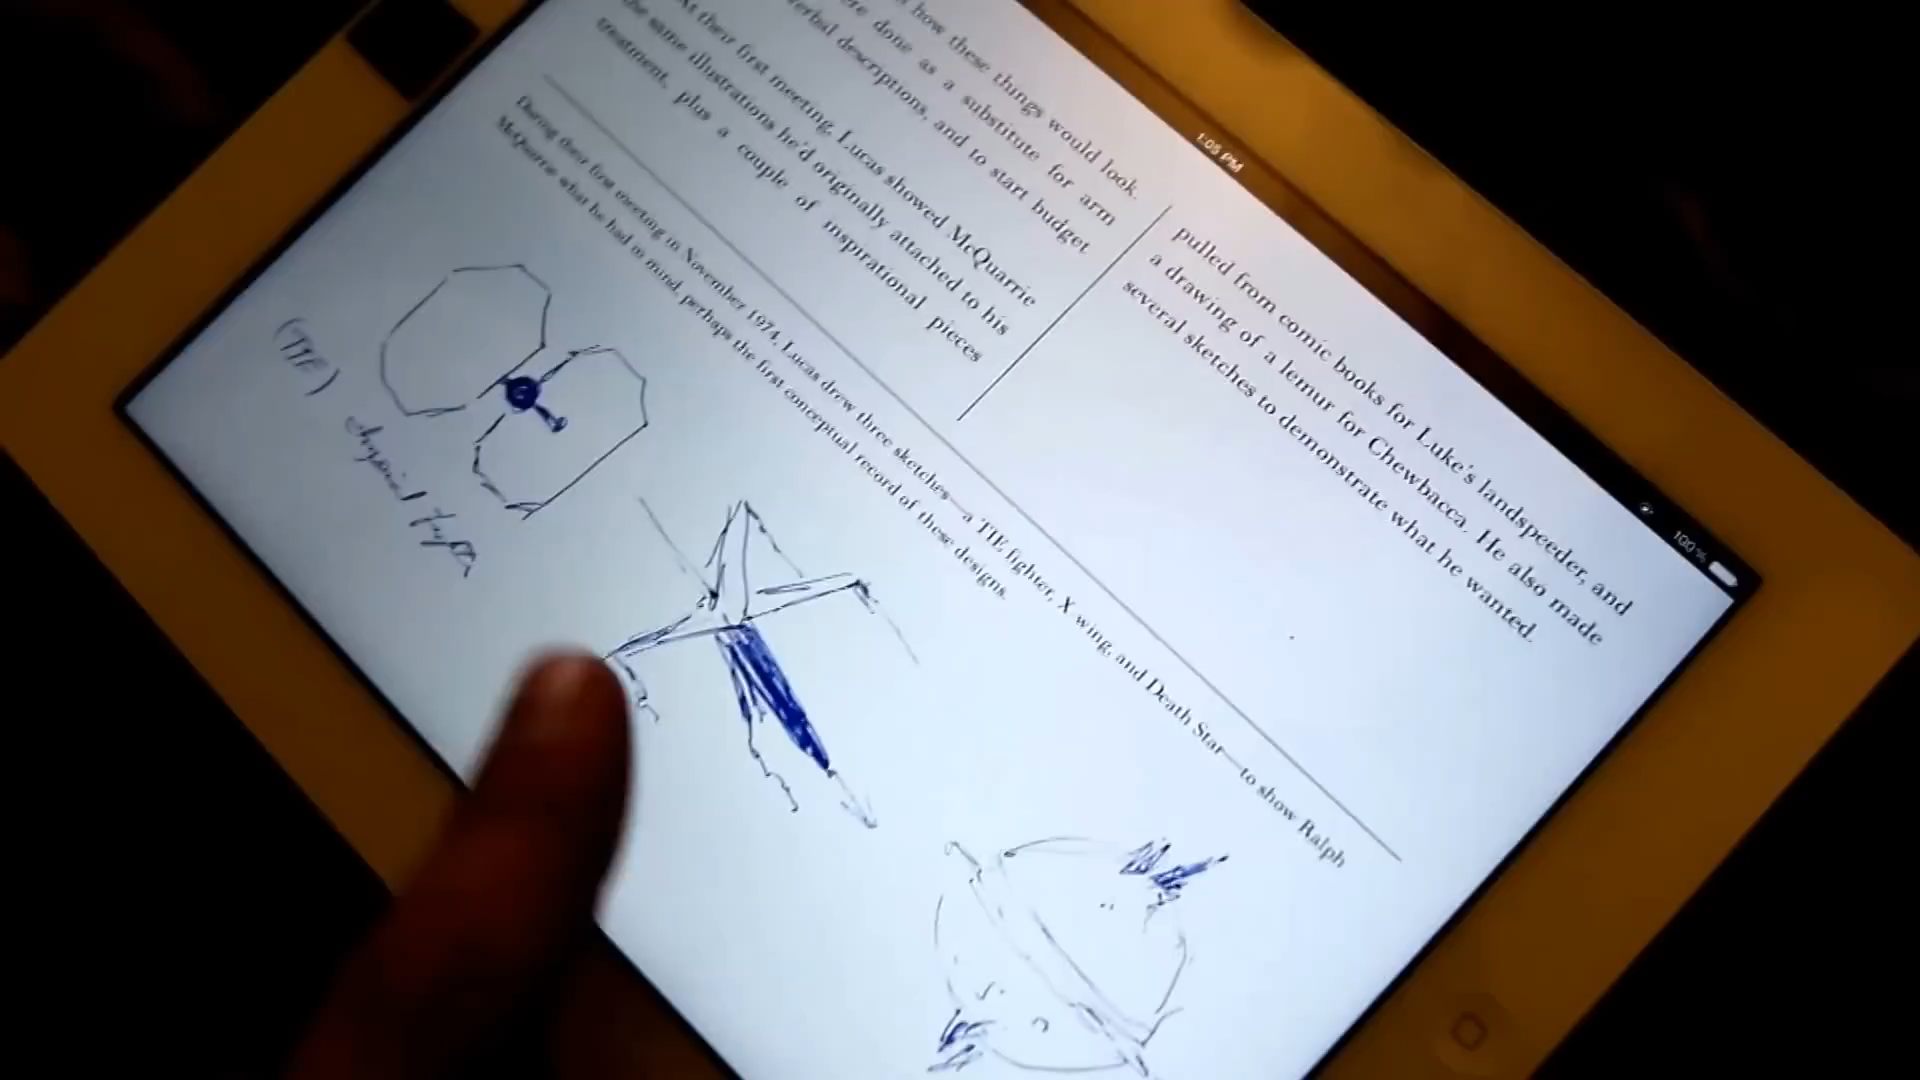 1:05 PM
100%
how these things would look.
ere done as a substitute for arm
verbal descriptions, and to start budget
At their first meeting, Lucas showed McQuarrie
the same illustrations he'd originally attached to his
treatment, plus a couple of inspirational pieces
pulled from comic books for Luke's landspeeder, and
a drawing of a lemur for Chewbacca. He also made
several sketches to demonstrate what he wanted.
During their first meeting in November 1974, Lucas drew three sketches—a TIE fighter, X wing, and Death Star—to show Ralph
McQuarrie what he had in mind, perhaps the first conceptual record of these designs.
(TIE)